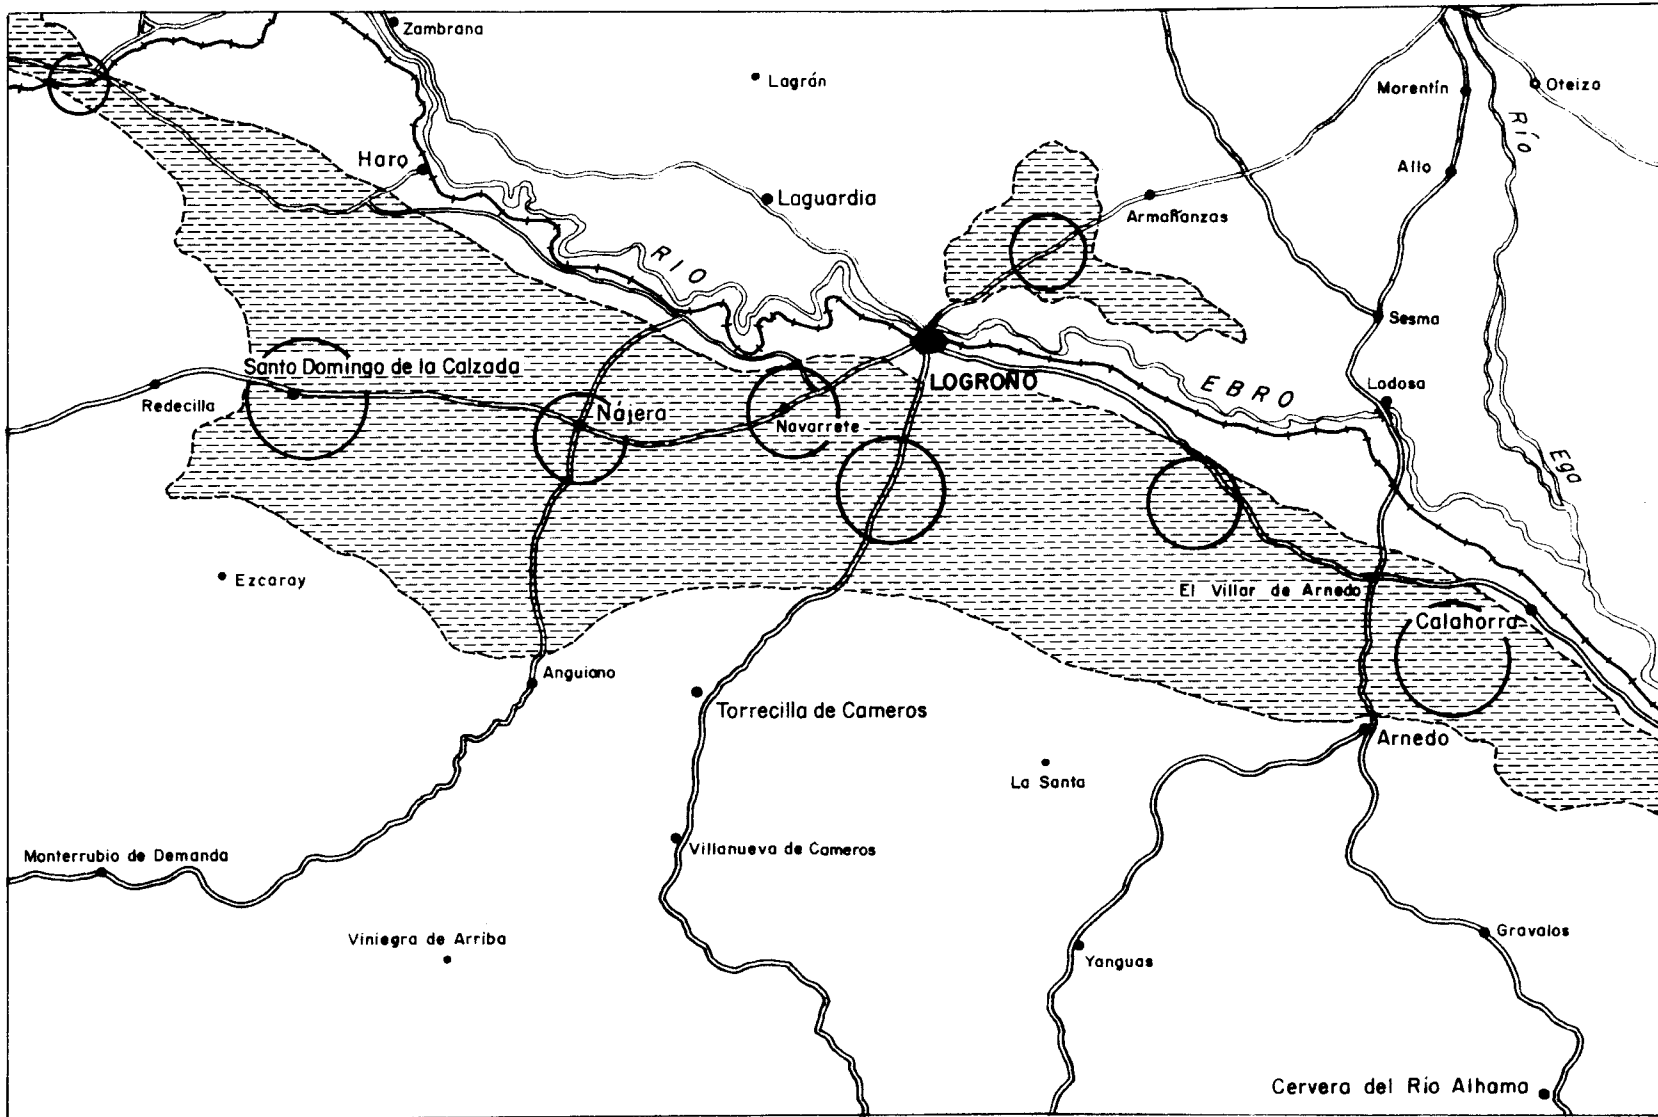 Zambrana
Lagrán
Morentín
Oteiza
Río
Haro
Allo
Laguardia
Armañanzas
RIO
Sesma
Santo Domingo de la Calzada
LOGROÑO
EBRO
Lodosa
Redecilla
Nájera
Navarrete
Ega
Ezcaray
El Villar de Arnedo
Calahorra
Anguiano
Torrecilla de Cameros
Arnedo
La Santa
Monterrubio de Demanda
Villanueva de Cameros
Viniegra de Arriba
Yanguas
Gravalos
Cervera del Río Alhama